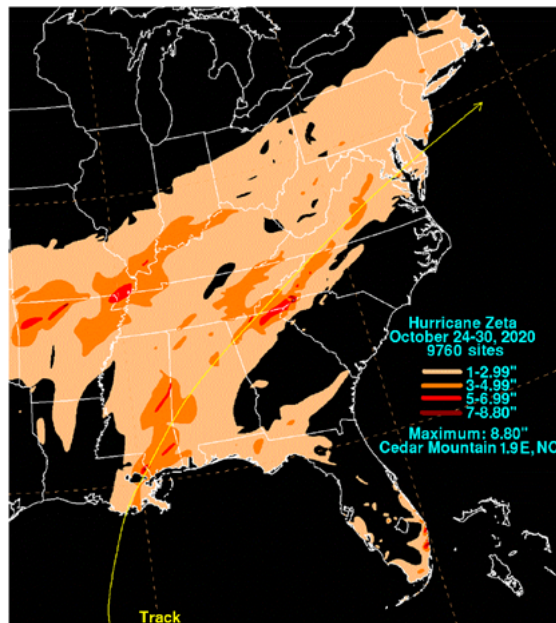 Hurricane Zeta
October 24-30, 2020
9760 sites
1-2.99"
3-4.99"
5-6.99"
7-8.80"
Maximum: 8.80"
Cedar Mountain 1.9 E, NC
Track